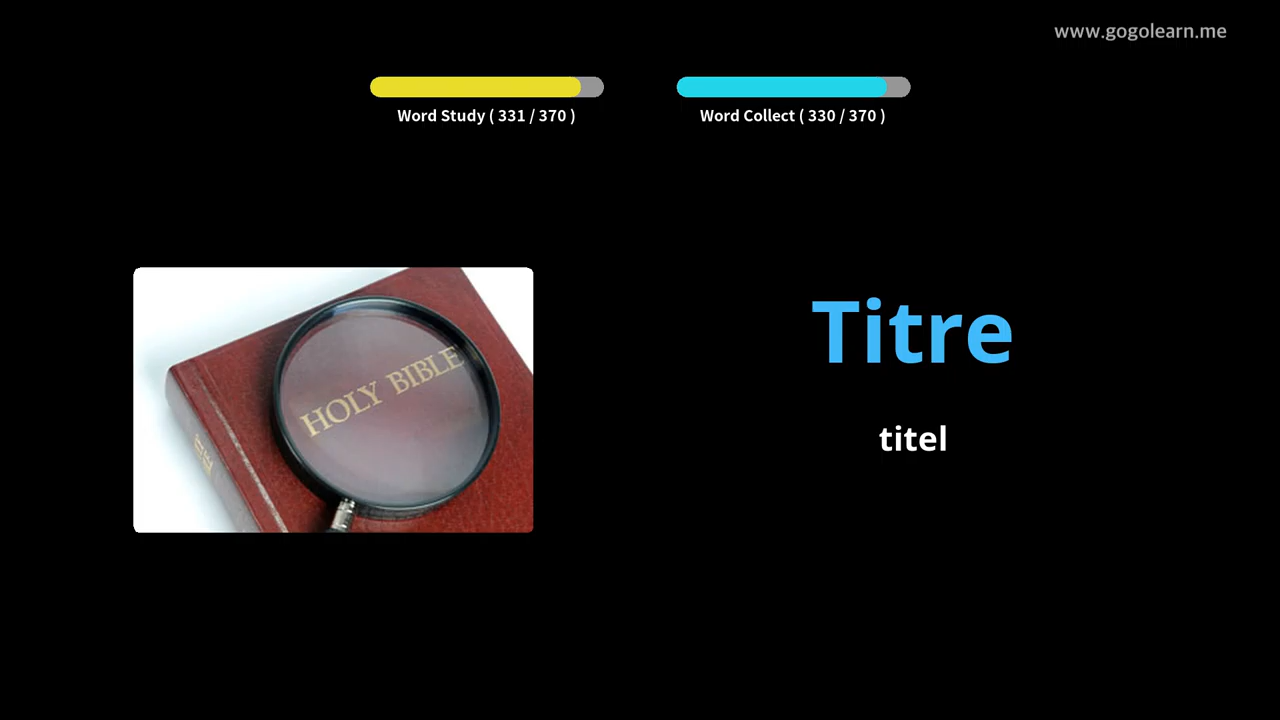 www.gogolearn.me
Word Study ( 331 / 370 )
Word Collect ( 330 / 370 )
HOLY BIBLE
Titre
titel